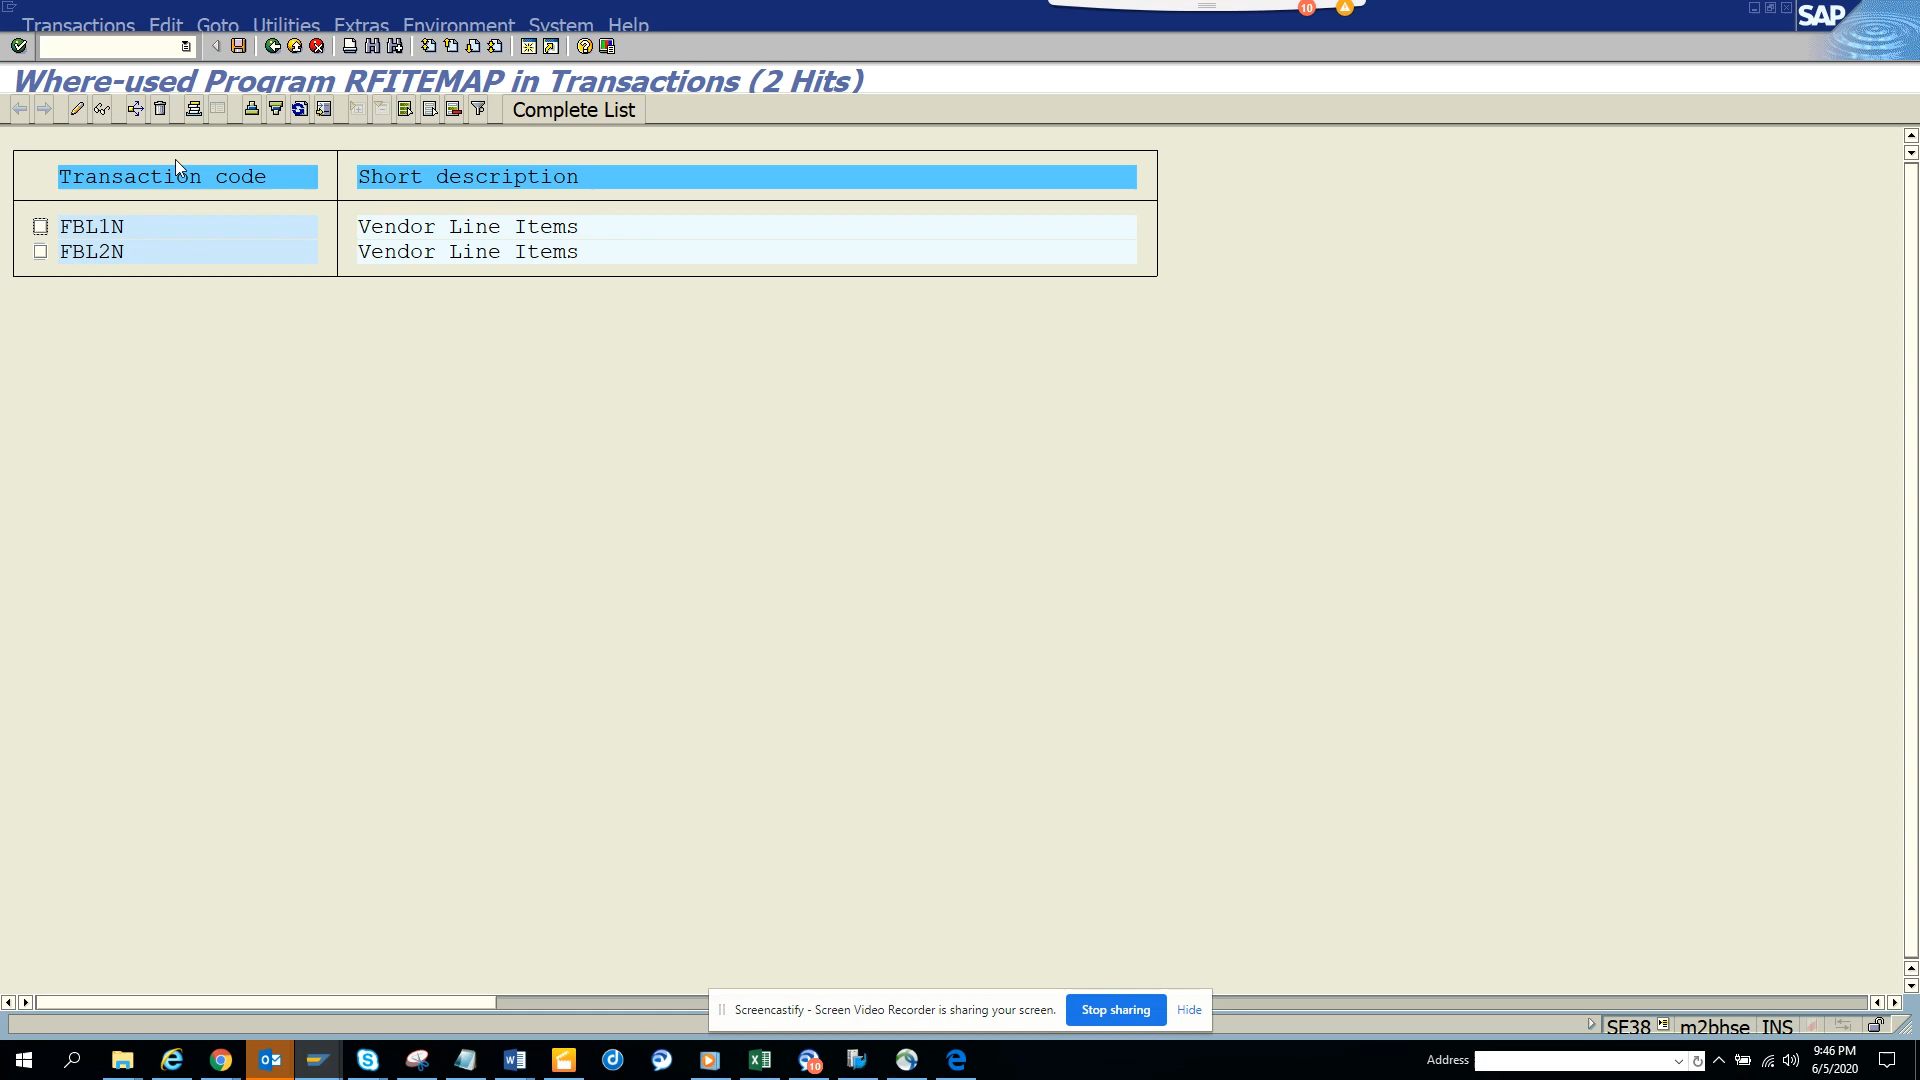 Transactions Edit Goto Utilities Extras Environment System Help
10
SAP
Where-used Program RFITEMAP in Transactions (2 Hits)
Complete List
Transaction code Short description
FBL1N Vendor Line Items
FBL2N Vendor Line Items
Screencastify - Screen Video Recorder is sharing your screen. Stop sharing Hide
SE38 m2bhse INS
Address
10
9:46 PM
6/5/2020